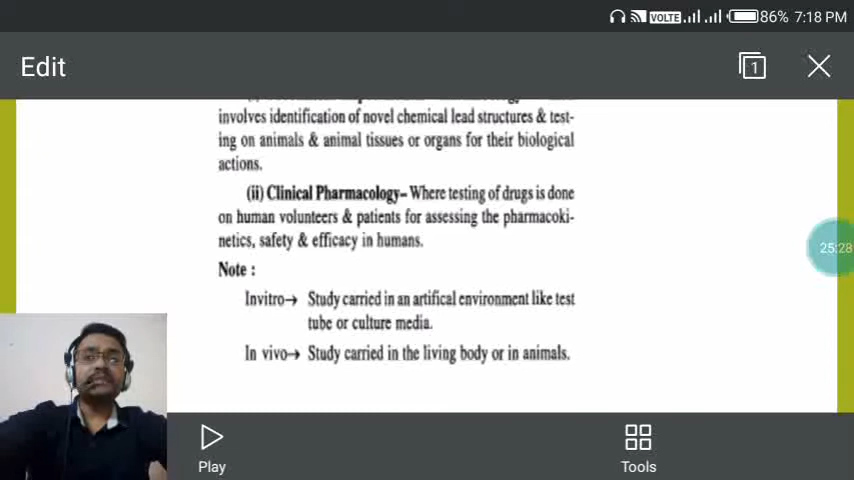 VOLTE 86% 7:18 PM
Edit 1
involves identification of novel chemical lead structures & test-
ing on animals & animal tissues or organs for their biological
actions.
(ii) Clinical Pharmacology– Where testing of drugs is done
on human volunteers & patients for assessing the pharmacoki-
netics, safety & efficacy in humans.
Note :
Invitro→ Study carried in an artifical environment like test
tube or culture media.
In vivo→ Study carried in the living body or in animals.
25:28
Play
Tools